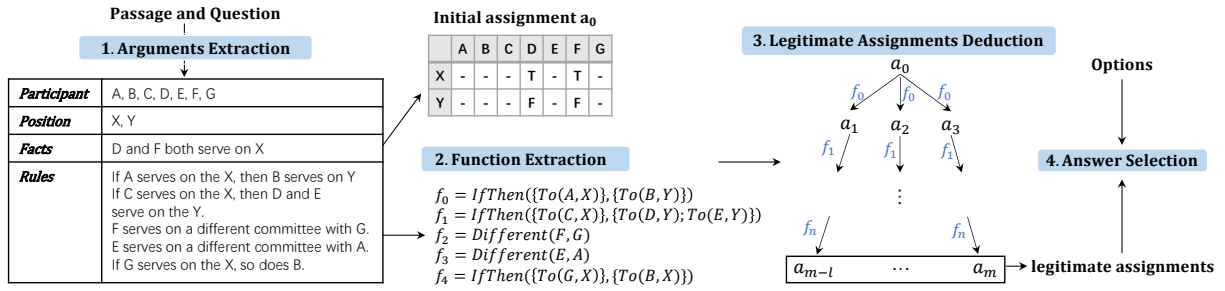 Passage and Question
1. Arguments Extraction
Participant A, B, C, D, E, F, G
Position X, Y
Facts D and F both serve on X
Rules If A serves on the X, then B serves on Y
If C serves on the X, then D and E
serve on the Y.
F serves on a different committee with G.
E serves on a different committee with A.
If G serves on the X, so does B.
Initial assignment a₀
A B C D E F G
X - - - T - T -
Y - - - F - F -
2. Function Extraction
f₀ = IfThen({To(A, X)}, {To(B, Y)})
f₁ = IfThen({To(C, X)}, {To(D, Y); To(E, Y)})
f₂ = Different(F, G)
f₃ = Different(E, A)
f₄ = IfThen({To(G, X)}, {To(B, X)})
3. Legitimate Assignments Deduction
a₀
f₀ f₀ f₀
a₁ a₂ a₃
f₁ f₁ f₁
⋮
fₙ fₙ
aₘ₋ₗ ⋯ aₘ
legitimate assignments
Options
4. Answer Selection